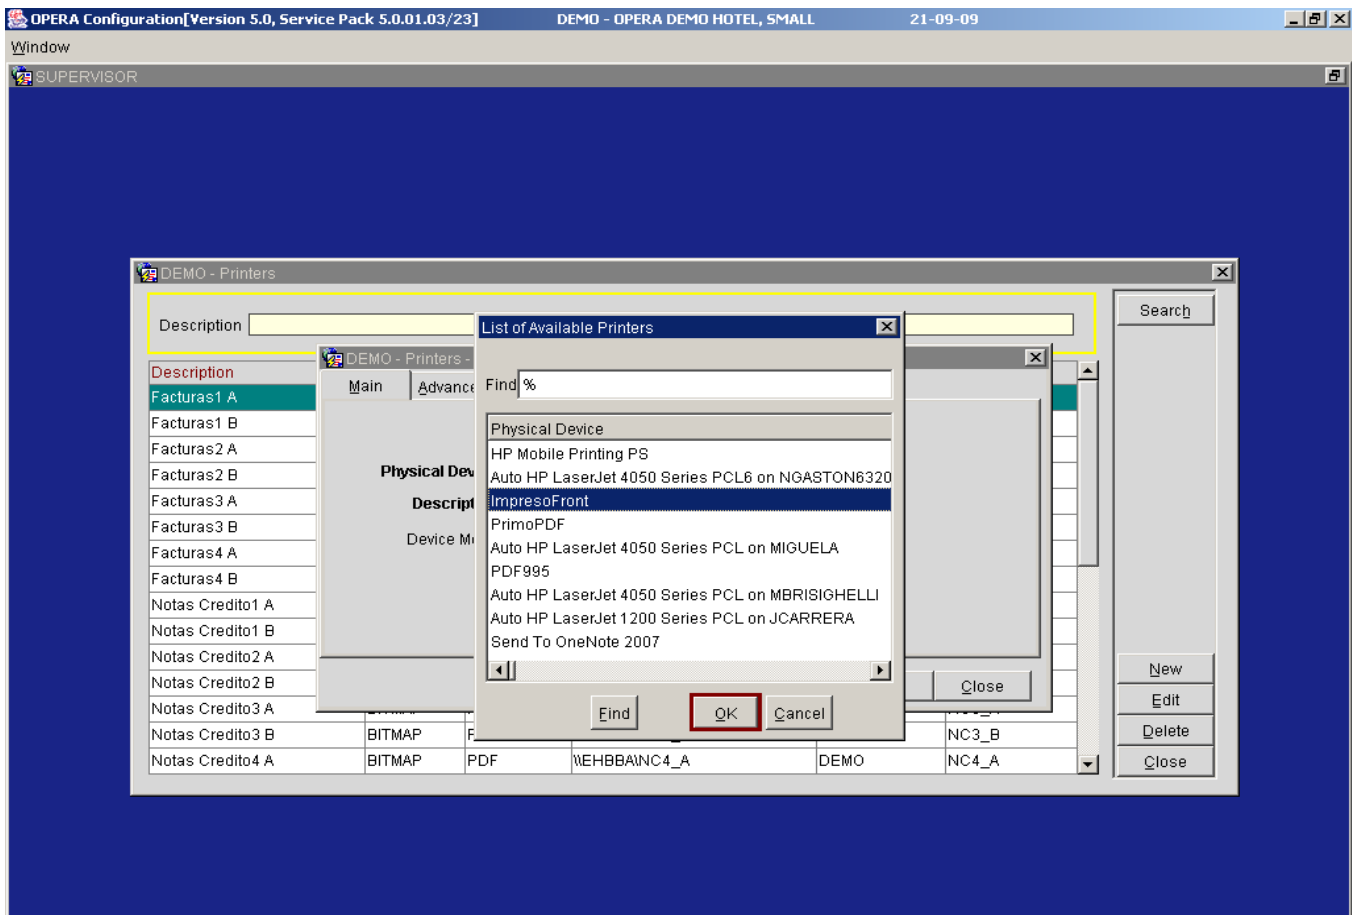 OPERA Configuration[Version 5.0, Service Pack 5.0.01.03/23] DEMO - OPERA DEMO HOTEL, SMALL 21-09-09
Window
SUPERVISOR
DEMO - Printers
Description
Search
List of Available Printers
DEMO - Printers -
Main
Find %
Description
Facturas1 A
Facturas1 B
Facturas2 A
Facturas2 B
Facturas3 A
Facturas3 B
Facturas4 A
Facturas4 B
Notas Credito1 A
Notas Credito1 B
Notas Credito2 A
Notas Credito2 B
Notas Credito3 A
Notas Credito3 B BITMAP NC3_B
Notas Credito4 A BITMAP PDF \\EHBBA\NC4_A DEMO NC4_A
Physical Device
HP Mobile Printing PS
Auto HP LaserJet 4050 Series PCL6 on NGASTON6320
ImpresoFront
PrimoPDF
Auto HP LaserJet 4050 Series PCL on MIGUELA
PDF995
Auto HP LaserJet 4050 Series PCL on MBRISIGHELLI
Auto HP LaserJet 1200 Series PCL on JCARRERA
Send To OneNote 2007
Find OK Cancel
Close
New
Edit
Delete
Close